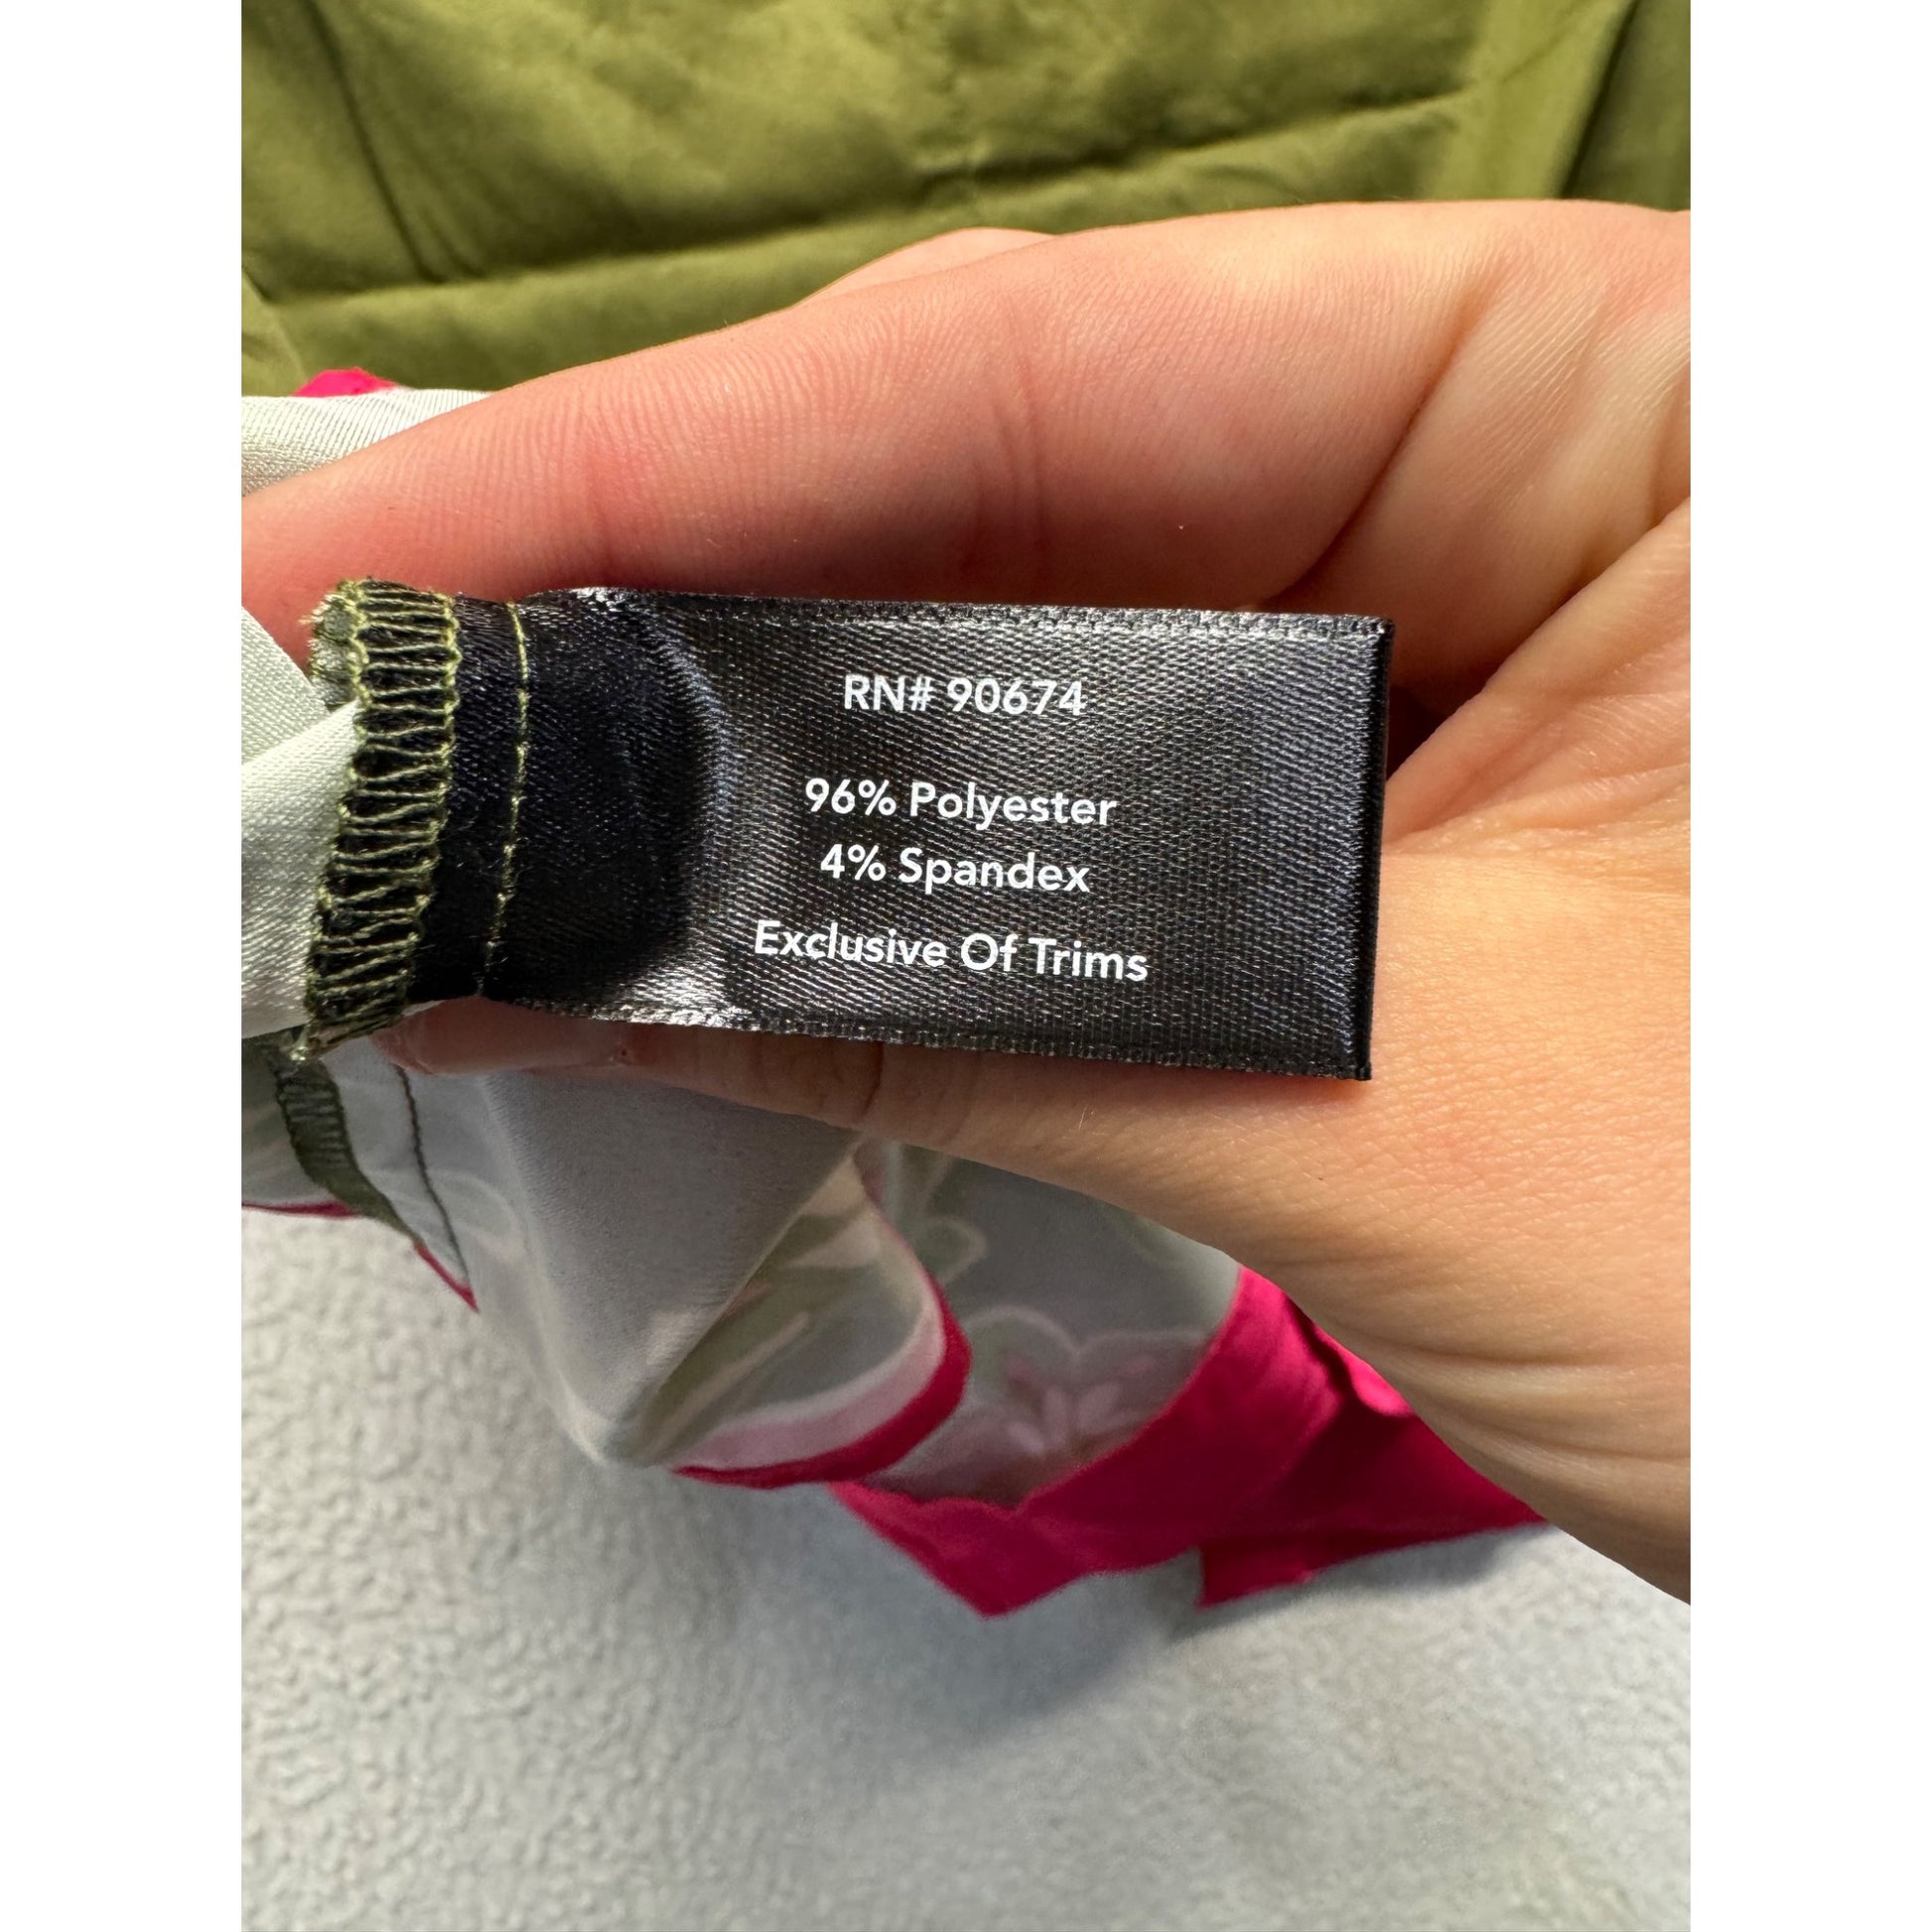 RN# 90674
96% Polyester
4% Spandex
Exclusive Of Trims